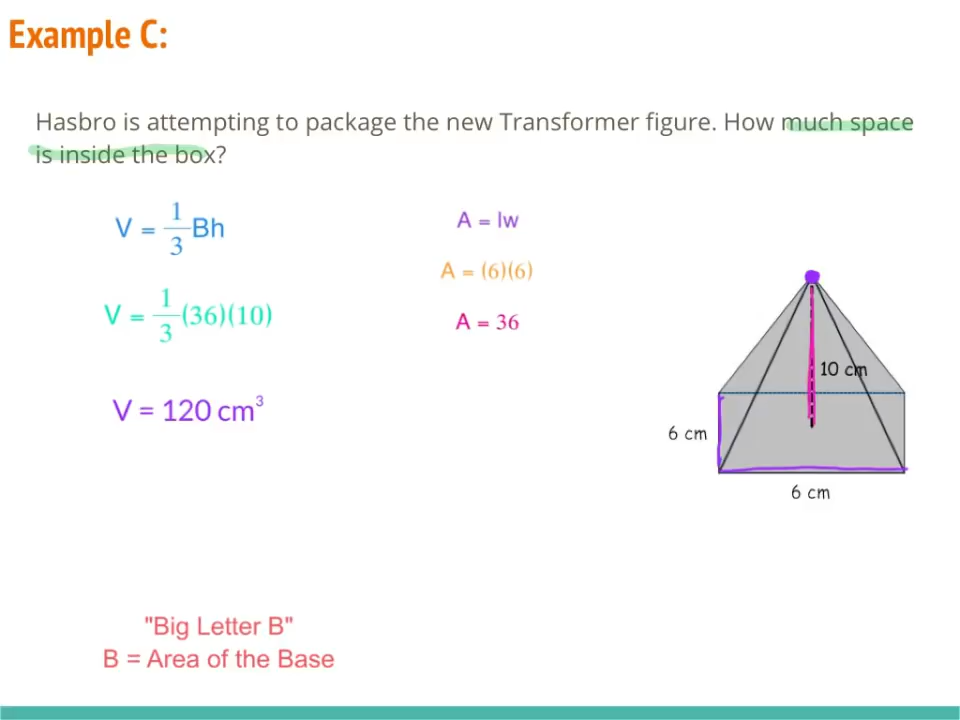 Example C:
Hasbro is attempting to package the new Transformer figure. How much space
is inside the box?
V = 1/3 Bh
V = 1/3 (36)(10)
V = 120 cm³
A = lw
A = (6)(6)
A = 36
10 cm
6 cm
6 cm
"Big Letter B"
B = Area of the Base